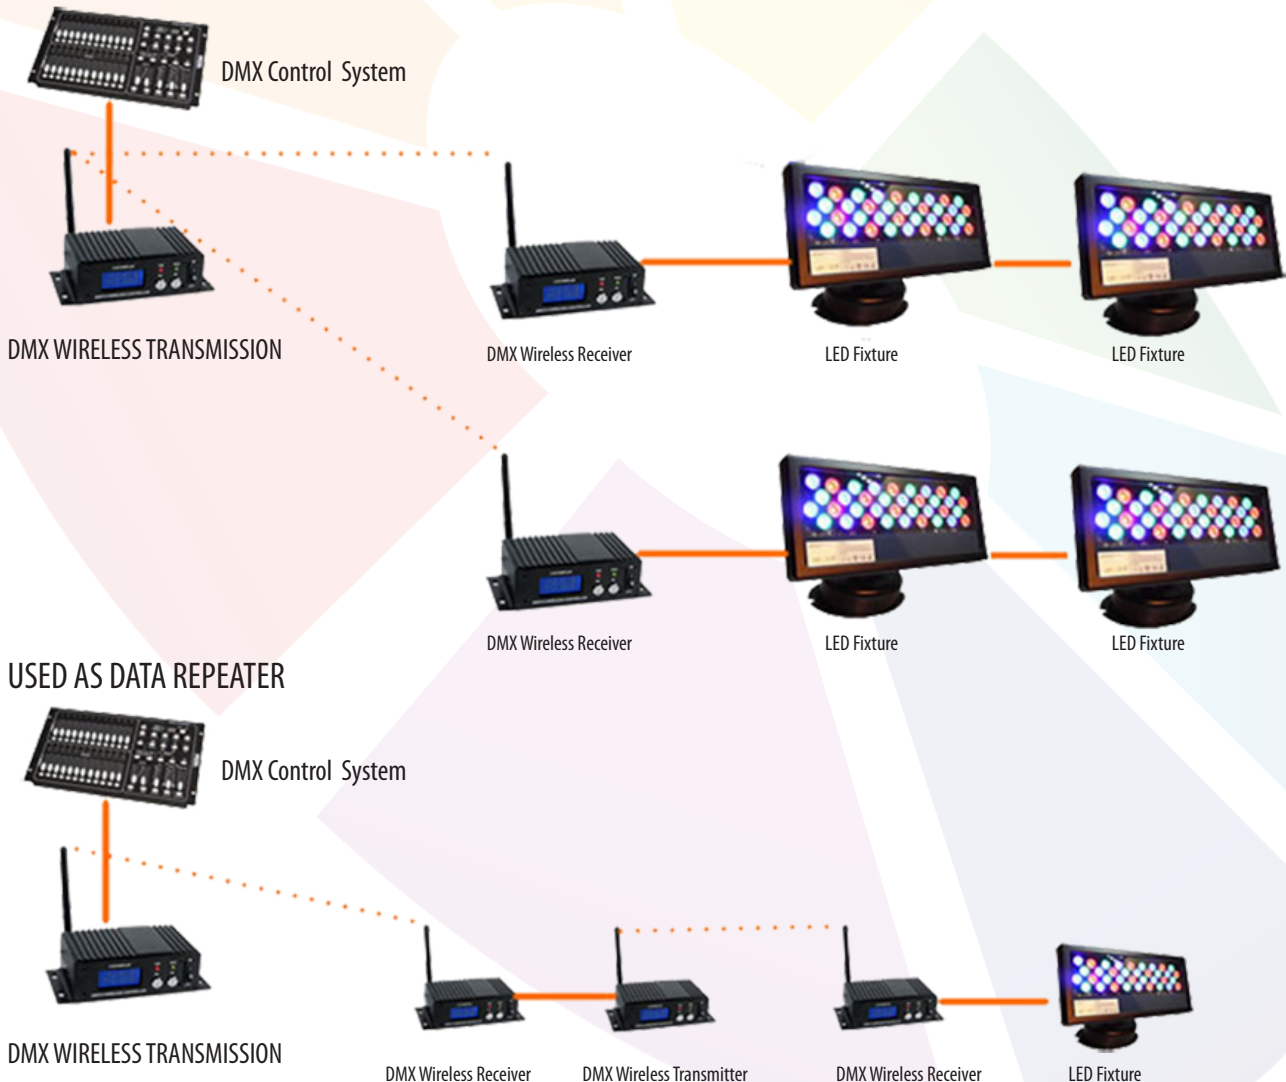 DMX Control System
DMX WIRELESS TRANSMISSION
DMX Wireless Receiver
LED Fixture
LED Fixture
DMX Wireless Receiver
LED Fixture
LED Fixture
USED AS DATA REPEATER
DMX Control System
DMX WIRELESS TRANSMISSION
DMX Wireless Receiver
DMX Wireless Transmitter
DMX Wireless Receiver
LED Fixture